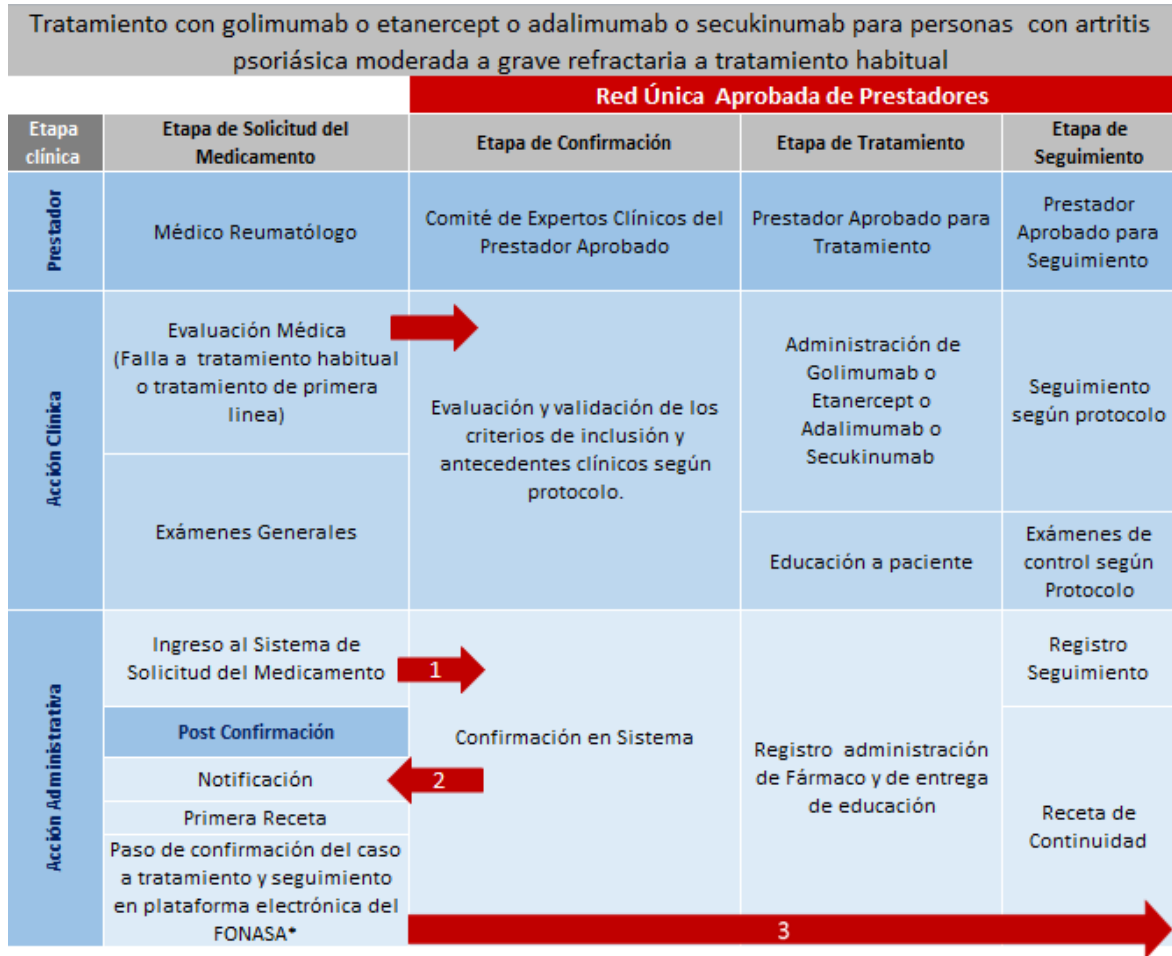 Tratamiento con golimumab o etanercept o adalimumab o secukinumab para personas con artritis
psoriásica moderada a grave refractaria a tratamiento habitual
Red Única Aprobada de Prestadores
Etapa
clínica
Etapa de Solicitud del
Medicamento
Etapa de Confirmación
Etapa de Tratamiento
Etapa de
Seguimiento
Prestador
Médico Reumatólogo
Comité de Expertos Clínicos del
Prestador Aprobado
Prestador Aprobado para
Tratamiento
Prestador
Aprobado para
Seguimiento
Acción Clínica
Evaluación Médica
(Falla a tratamiento habitual
o tratamiento de primera
linea)
Exámenes Generales
Evaluación y validación de los
criterios de inclusión y
antecedentes clínicos según
protocolo.
Administración de
Golimumab o
Etanercept o
Adalimumab o
Secukinumab
Educación a paciente
Seguimiento
según protocolo
Exámenes de
control según
Protocolo
Acción Administrativa
Ingreso al Sistema de
Solicitud del Medicamento
1
Post Confirmación
Notificación
2
Primera Receta
Paso de confirmación del caso
a tratamiento y seguimiento
en plataforma electrónica del
FONASA*
Confirmación en Sistema
Registro administración
de Fármaco y de entrega
de educación
Registro
Seguimiento
Receta de
Continuidad
3